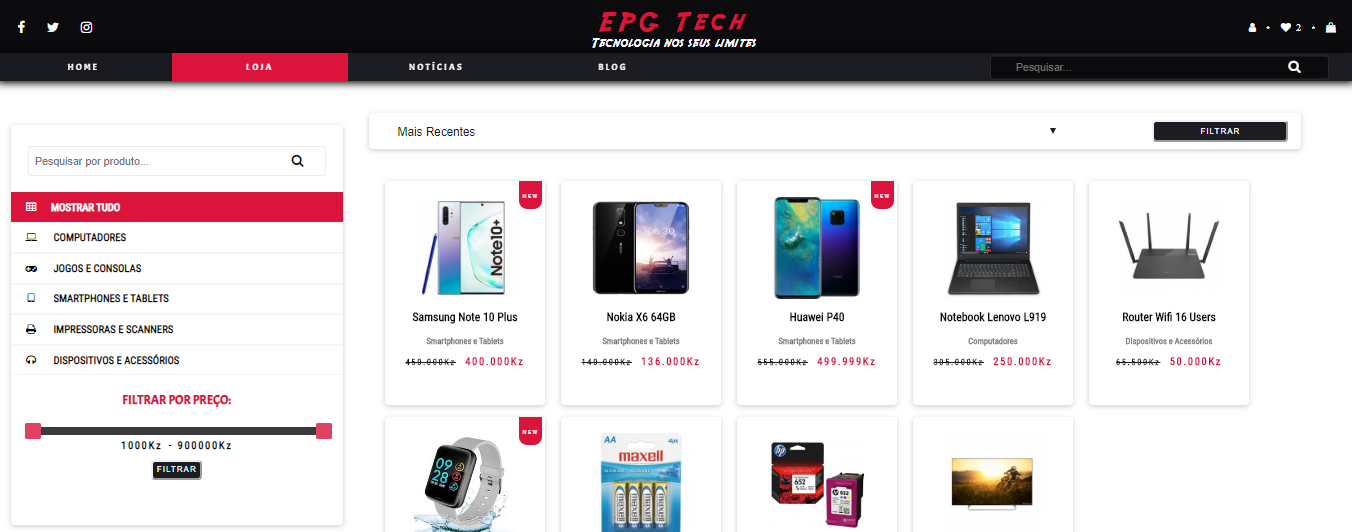 EPG Tech
Tecnologia nos seus limites
2
HOME
LOJA
NOTÍCIAS
BLOG
Pesquisar...
Mais Recentes
FILTRAR
Pesquisar por produto...
MOSTRAR TUDO
COMPUTADORES
JOGOS E CONSOLAS
SMARTPHONES E TABLETS
IMPRESSORAS E SCANNERS
DISPOSITIVOS E ACESSÓRIOS
FILTRAR POR PREÇO:
1000Kz - 900000Kz
FILTRAR
NEW
Note10+
Samsung Note 10 Plus
Smartphones e Tablets
450.000Kz 400.000Kz
Nokia X6 64GB
Smartphones e Tablets
140.000Kz 136.000Kz
NEW
Huawei P40
Smartphones e Tablets
555.000Kz 499.999Kz
Notebook Lenovo L919
Computadores
305.000Kz 250.000Kz
Router Wifi 16 Users
Dispositivos e Acessórios
65.500Kz 50.000Kz
NEW
09
28
AA
4pk
maxell
maxell
maxell
maxell
maxell
hp
652
hp
652